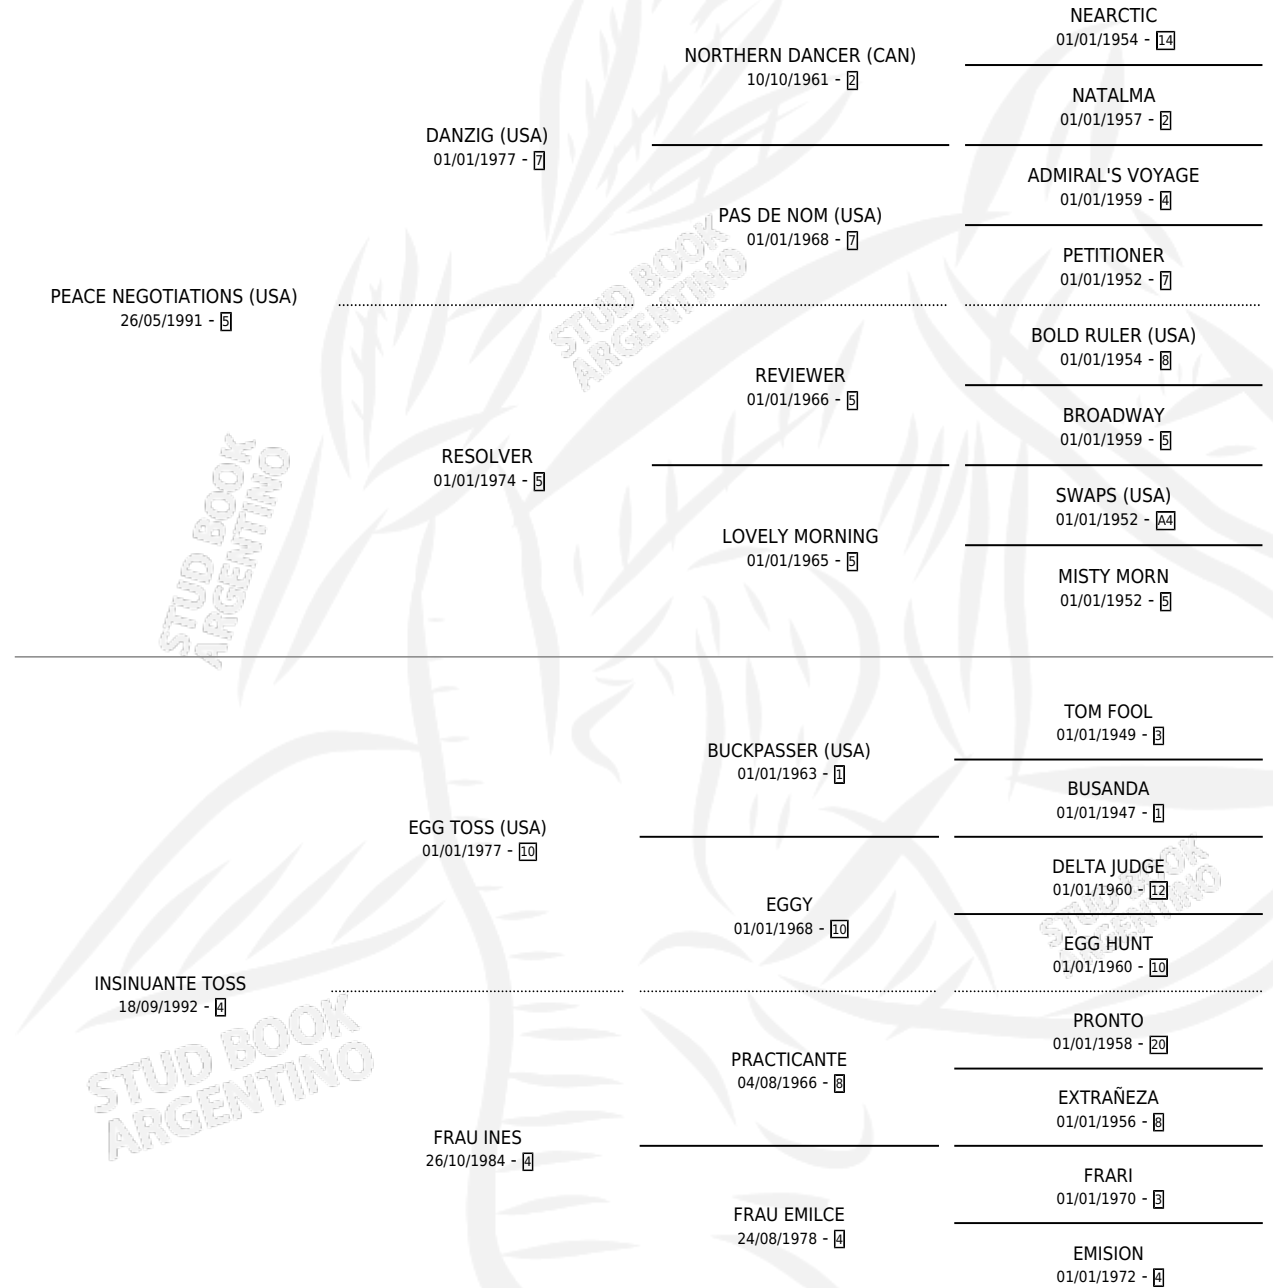 NEARCTIC
01/01/1954 - 14
NORTHERN DANCER (CAN)
10/10/1961 - 2
NATALMA
01/01/1957 - 2
DANZIG (USA)
01/01/1977 - 7
ADMIRAL'S VOYAGE
01/01/1959 - 4
PAS DE NOM (USA)
01/01/1968 - 7
PETITIONER
01/01/1952 - 7
PEACE NEGOTIATIONS (USA)
26/05/1991 - 5
BOLD RULER (USA)
01/01/1954 - 8
REVIEWER
01/01/1966 - 5
BROADWAY
01/01/1959 - 5
RESOLVER
01/01/1974 - 5
SWAPS (USA)
01/01/1952 - A4
LOVELY MORNING
01/01/1965 - 5
MISTY MORN
01/01/1952 - 5
TOM FOOL
01/01/1949 - 3
BUCKPASSER (USA)
01/01/1963 - 1
BUSANDA
01/01/1947 - 1
EGG TOSS (USA)
01/01/1977 - 10
DELTA JUDGE
01/01/1960 - 12
EGGY
01/01/1968 - 10
EGG HUNT
01/01/1960 - 10
INSINUANTE TOSS
18/09/1992 - 4
PRONTO
01/01/1958 - 20
PRACTICANTE
04/08/1966 - 8
EXTRAÑEZA
01/01/1956 - 8
FRAU INES
26/10/1984 - 4
FRARI
01/01/1970 - 3
FRAU EMILCE
24/08/1978 - 4
EMISION
01/01/1972 - 4
STUD BOOK
ARGENTINO
STUD BOOK
ARGENTINO
STUD BOOK
ARGENTINO
STUD BOOK
ARGENTINO